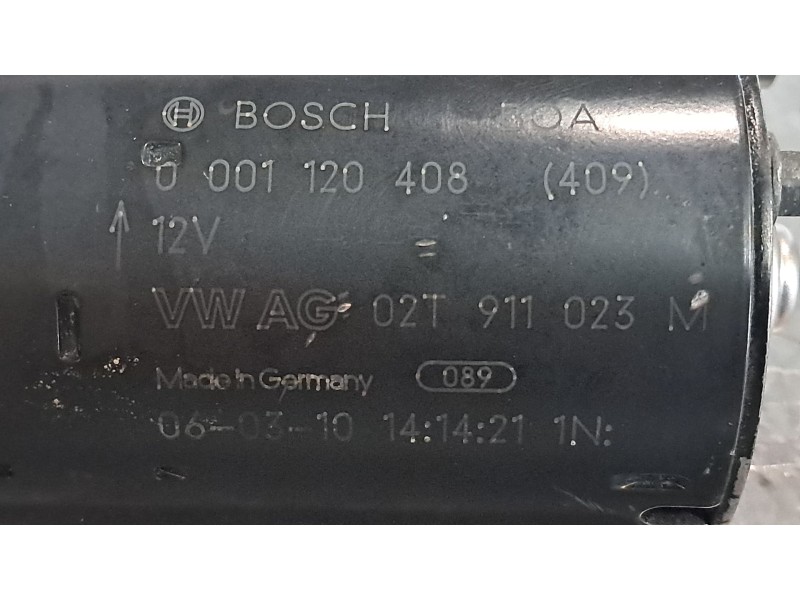 BOSCH BOA
0 001 120 408 (409)
12V
VW AG 02T 911 023 M
Made in Germany 089
06-03-10 14:14:21 1N: